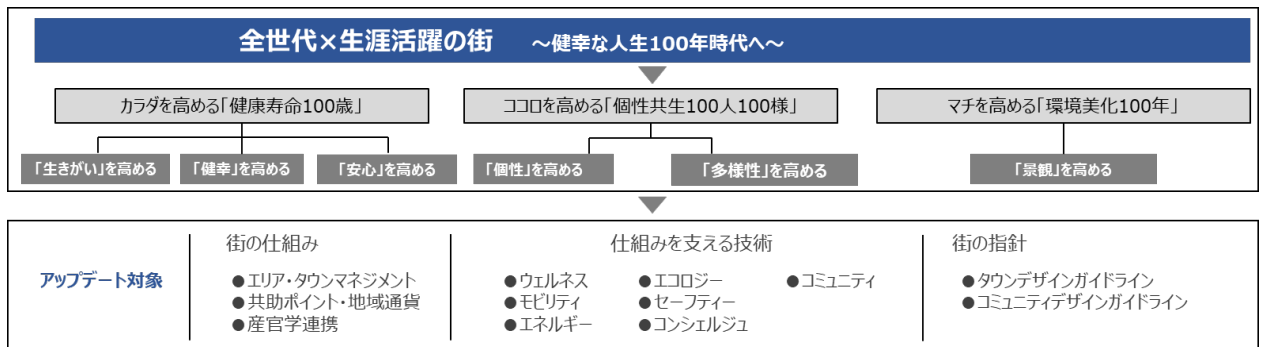 全世代×生涯活躍の街 ～健幸な人生100年時代へ～
カラダを高める「健康寿命100歳」
ココロを高める「個性共生100人100様」
マチを高める「環境美化100年」
「生きがい」を高める
「健幸」を高める
「安心」を高める
「個性」を高める
「多様性」を高める
「景観」を高める
アップデート対象
街の仕組み
●エリア・タウンマネジメント
●共助ポイント・地域通貨
●産官学連携
仕組みを支える技術
●ウェルネス
●モビリティ
●エネルギー
●エコロジー
●セーフティー
●コンシェルジュ
●コミュニティ
街の指針
●タウンデザインガイドライン
●コミュニティデザインガイドライン